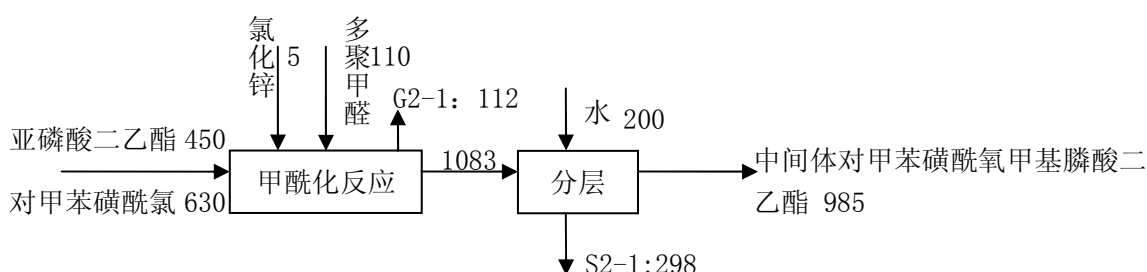 氯化锌 5
多聚甲醛 110
G2-1: 112
水 200
亚磷酸二乙酯 450
对甲苯磺酰氯 630
甲酰化反应
1083
分层
中间体对甲苯磺酰氧甲基膦酸二
乙酯 985
S2-1:298